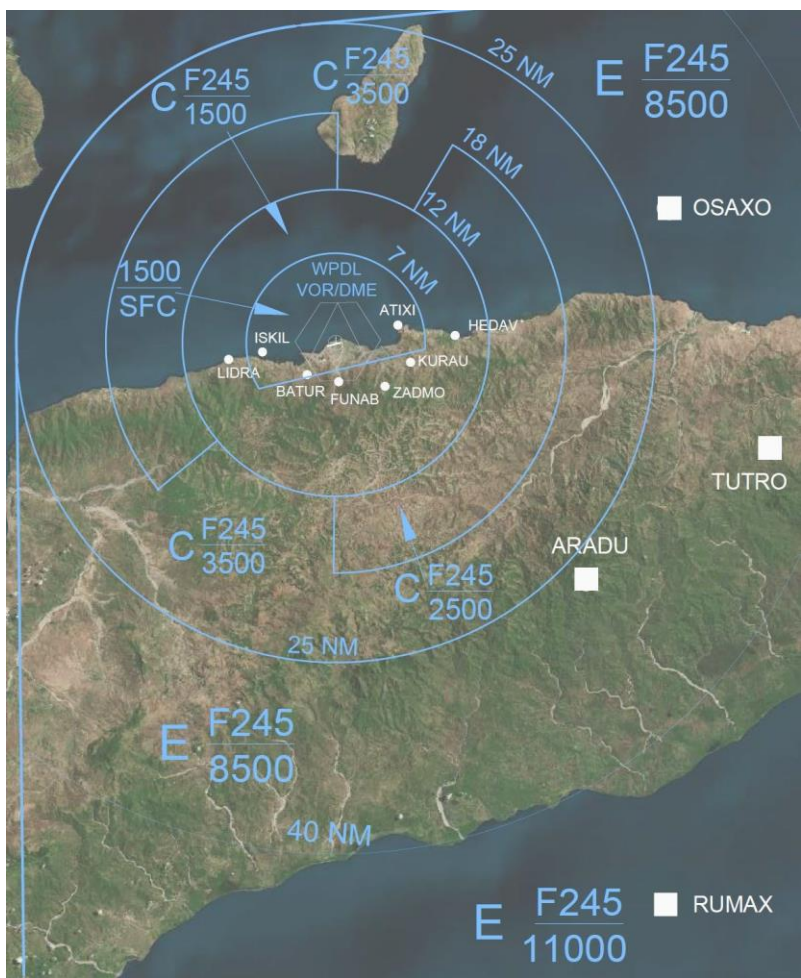 25 NM
C F245
3500
C F245
1500
E F245
8500
18 NM
12 NM
OSAXO
7 NM
WPDL
VOR/DME
1500
SFC
ATIXI
HEDAV*
ISKIL
LIDRA
KURAU
BATUR
FUNAB
ZADMO
TUTRO
ARADU
C F245
3500
C F245
2500
25 NM
E F245
8500
40 NM
E F245
11000
RUMAX